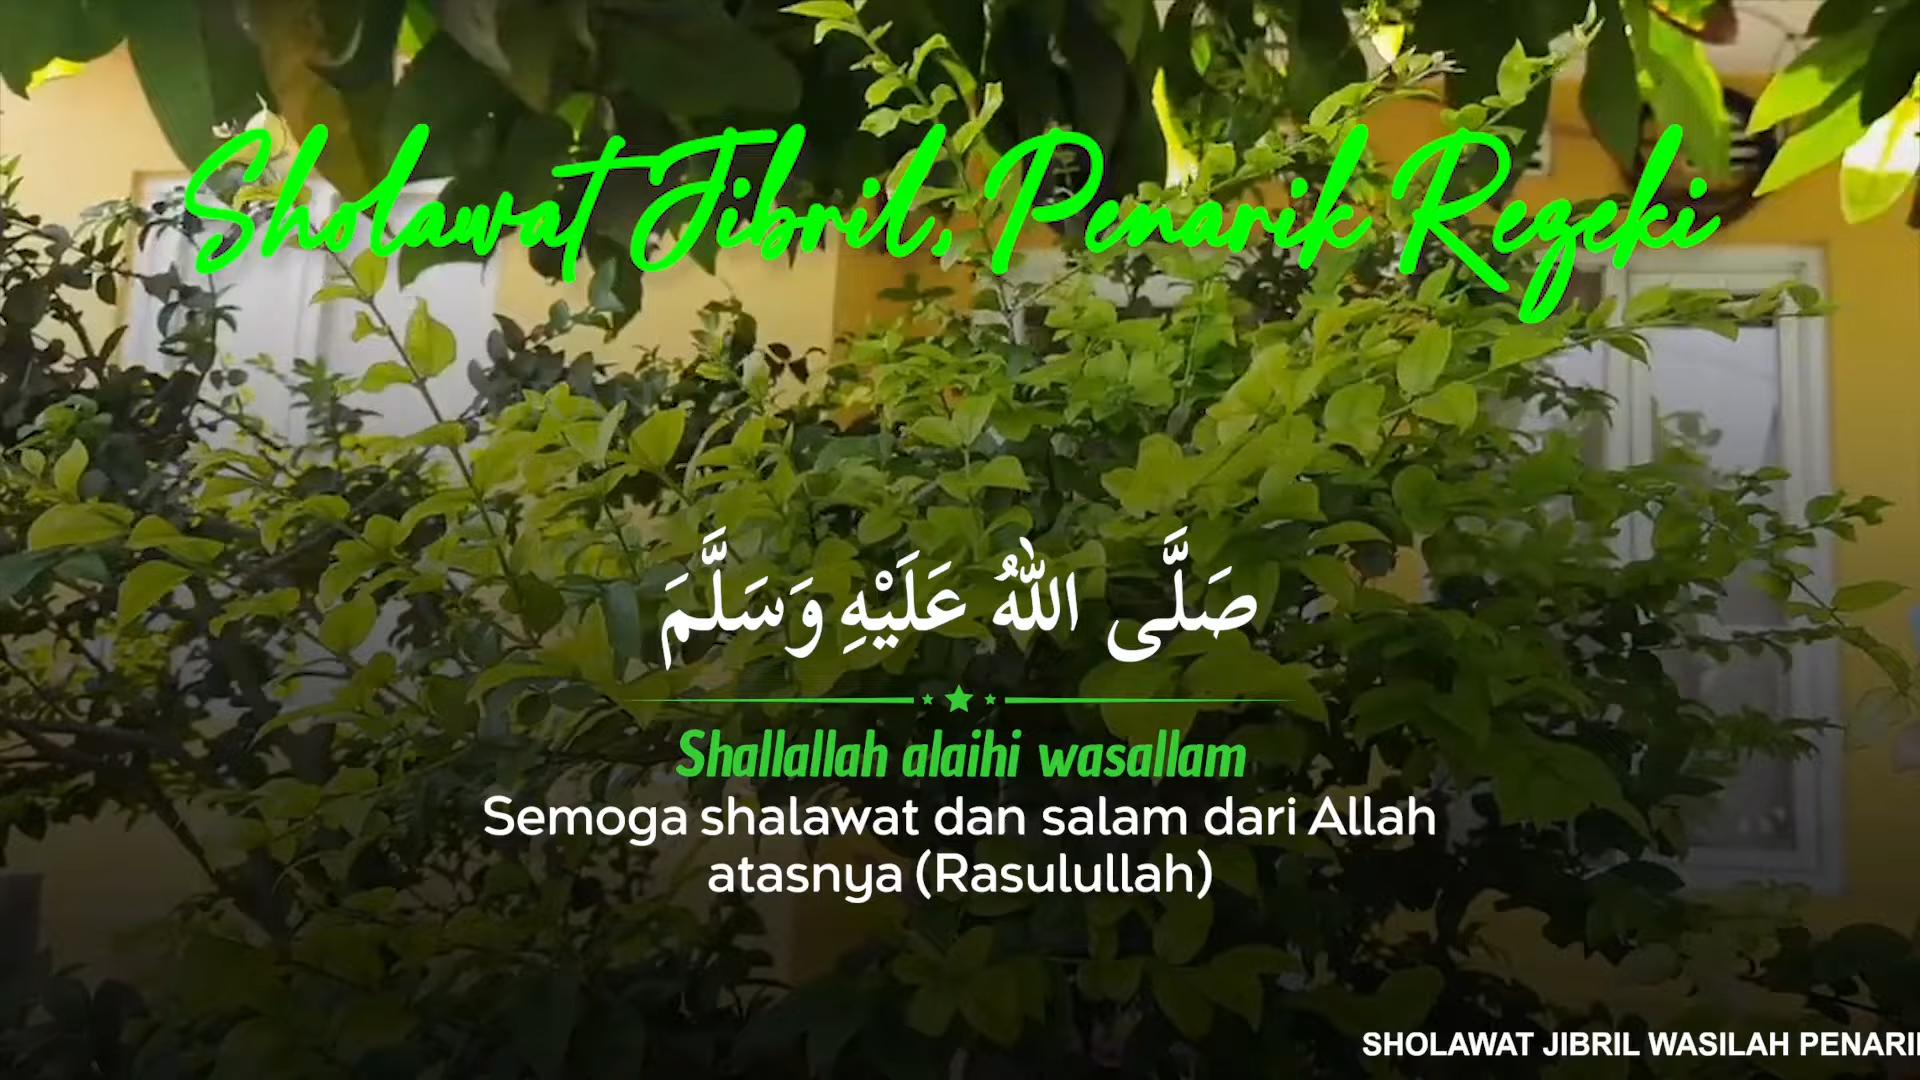 Sholawat Jibril, Penarik Rezeki
صَلَّى اللّٰهُ عَلَيْهِ وَسَلَّمَ
Shallallah alaihi wasallam
Semoga shalawat dan salam dari Allah
atasnya (Rasulullah)
SHOLAWAT JIBRIL WASILAH PENARI